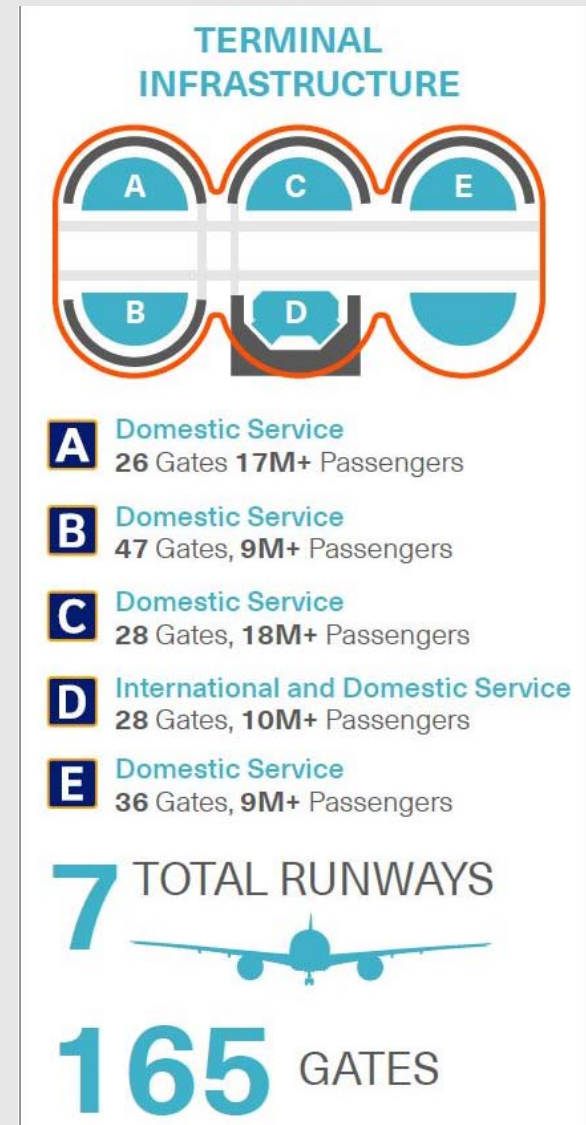 TERMINAL
INFRASTRUCTURE
A C E
B D
A Domestic Service
26 Gates 17M+ Passengers
B Domestic Service
47 Gates, 9M+ Passengers
C Domestic Service
28 Gates, 18M+ Passengers
D International and Domestic Service
28 Gates, 10M+ Passengers
E Domestic Service
36 Gates, 9M+ Passengers
7 TOTAL RUNWAYS
165 GATES